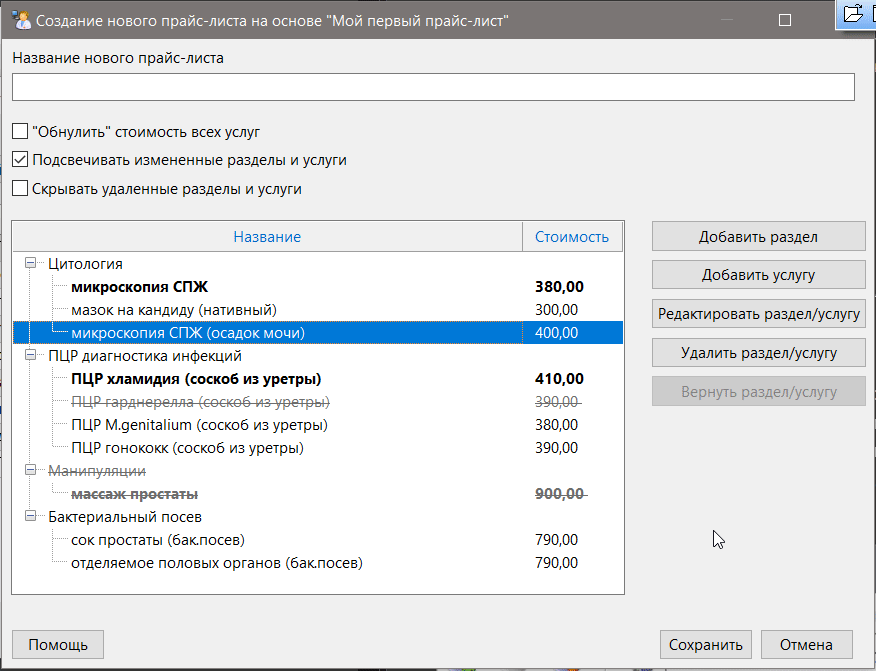 Создание нового прайс-листа на основе "Мой первый прайс-лист"
Название нового прайс-листа
"Обнулить" стоимость всех услуг
Подсвечивать измененные разделы и услуги
Скрывать удаленные разделы и услуги
Название Стоимость
Цитология
микроскопия СПЖ 380,00
мазок на кандиду (нативный) 300,00
микроскопия СПЖ (осадок мочи) 400,00
ПЦР диагностика инфекций
ПЦР хламидия (соскоб из уретры) 410,00
ПЦР гарднерелла (соскоб из уретры) 390,00
ПЦР M.genitalium (соскоб из уретры) 380,00
ПЦР гонококк (соскоб из уретры) 390,00
Манипуляции
массаж простаты 900,00
Бактериальный посев
сок простаты (бак.посев) 790,00
отделяемое половых органов (бак.посев) 790,00
Добавить раздел
Добавить услугу
Редактировать раздел/услугу
Удалить раздел/услугу
Вернуть раздел/услугу
Помощь
Сохранить
Отмена